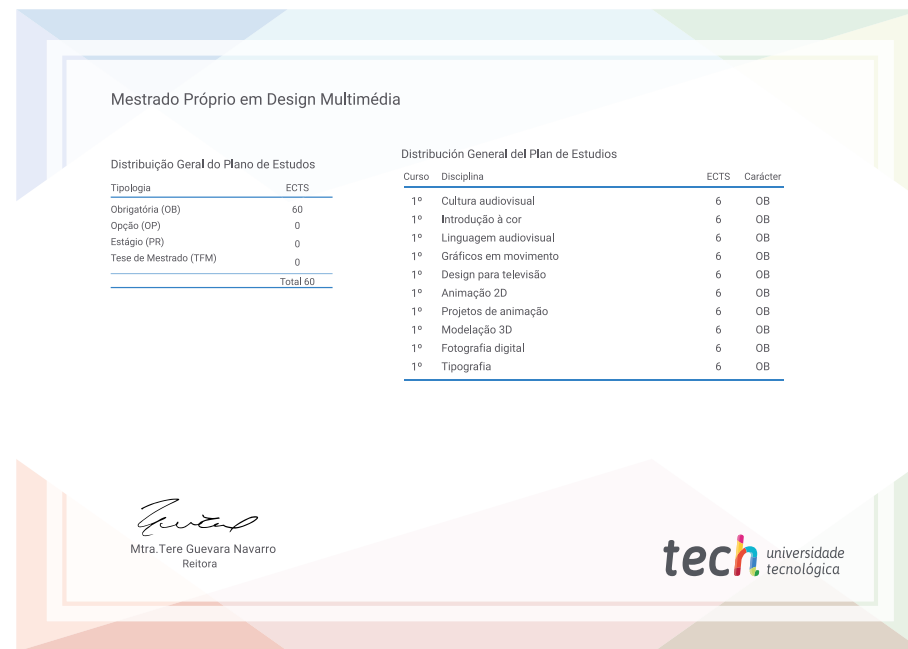 Mestrado Próprio em Design Multimédia
Distribuição Geral do Plano de Estudos
Tipologia ECTS
Obrigatória (OB) 60
Opção (OP) 0
Estágio (PR) 0
Tese de Mestrado (TFM) 0
Total 60
Distribución General del Plan de Estudios
Curso Disciplina ECTS Carácter
1º Cultura audiovisual 6 OB
1º Introdução à cor 6 OB
1º Linguagem audiovisual 6 OB
1º Gráficos em movimento 6 OB
1º Design para televisão 6 OB
1º Animação 2D 6 OB
1º Projetos de animação 6 OB
1º Modelação 3D 6 OB
1º Fotografia digital 6 OB
1º Tipografia 6 OB
Mtra.Tere Guevara Navarro
Reitora
tech universidade
tecnológica